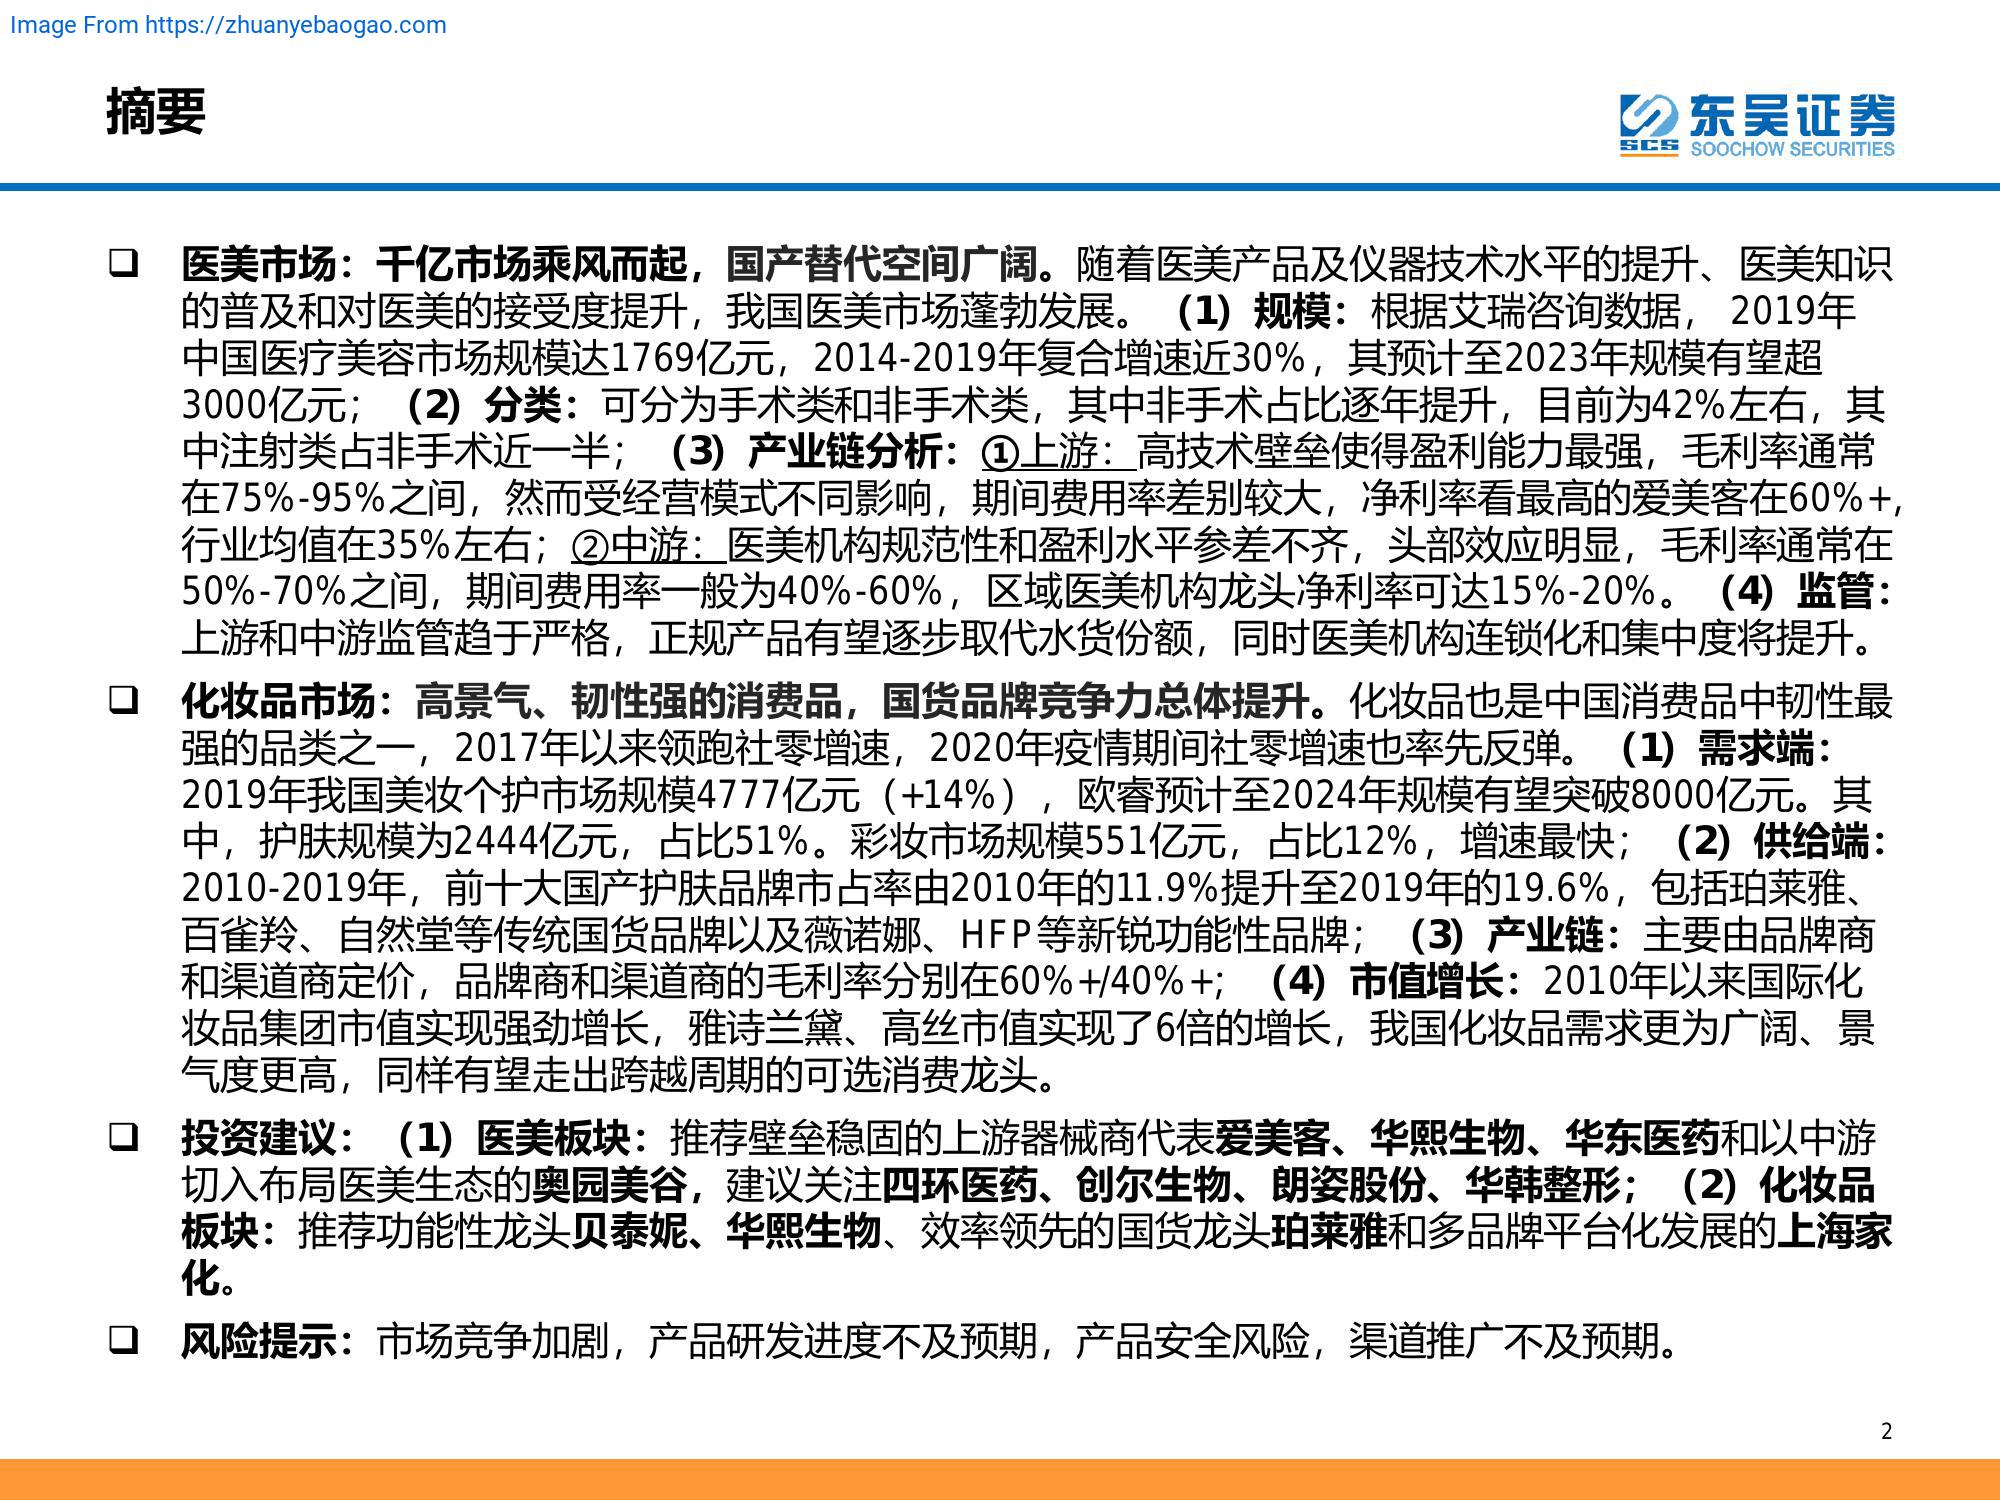 Image From https://zhuanyebaogao.com
摘要
东吴证券
SCS
SOOCHOW SECURITIES
❑ 医美市场：千亿市场乘风而起，国产替代空间广阔。随着医美产品及仪器技术水平的提升、医美知识
的普及和对医美的接受度提升，我国医美市场蓬勃发展。（1）规模：根据艾瑞咨询数据， 2019年
中国医疗美容市场规模达1769亿元，2014-2019年复合增速近30%，其预计至2023年规模有望超
3000亿元；（2）分类：可分为手术类和非手术类，其中非手术占比逐年提升，目前为42%左右，其
中注射类占非手术近一半；（3）产业链分析：①上游：高技术壁垒使得盈利能力最强，毛利率通常
在75%-95%之间，然而受经营模式不同影响，期间费用率差别较大，净利率看最高的爱美客在60%+,
行业均值在35%左右；②中游：医美机构规范性和盈利水平参差不齐，头部效应明显，毛利率通常在
50%-70%之间，期间费用率一般为40%-60%，区域医美机构龙头净利率可达15%-20%。（4）监管：
上游和中游监管趋于严格，正规产品有望逐步取代水货份额，同时医美机构连锁化和集中度将提升。
❑ 化妆品市场：高景气、韧性强的消费品，国货品牌竞争力总体提升。化妆品也是中国消费品中韧性最
强的品类之一，2017年以来领跑社零增速，2020年疫情期间社零增速也率先反弹。（1）需求端：
2019年我国美妆个护市场规模4777亿元（+14%），欧睿预计至2024年规模有望突破8000亿元。其
中，护肤规模为2444亿元，占比51%。彩妆市场规模551亿元，占比12%，增速最快；（2）供给端：
2010-2019年，前十大国产护肤品牌市占率由2010年的11.9%提升至2019年的19.6%，包括珀莱雅、
百雀羚、自然堂等传统国货品牌以及薇诺娜、HFP等新锐功能性品牌；（3）产业链：主要由品牌商
和渠道商定价，品牌商和渠道商的毛利率分别在60%+/40%+；（4）市值增长：2010年以来国际化
妆品集团市值实现强劲增长，雅诗兰黛、高丝市值实现了6倍的增长，我国化妆品需求更为广阔、景
气度更高，同样有望走出跨越周期的可选消费龙头。
❑ 投资建议：（1）医美板块：推荐壁垒稳固的上游器械商代表爱美客、华熙生物、华东医药和以中游
切入布局医美生态的奥园美谷，建议关注四环医药、创尔生物、朗姿股份、华韩整形；（2）化妆品
板块：推荐功能性龙头贝泰妮、华熙生物、效率领先的国货龙头珀莱雅和多品牌平台化发展的上海家
化。
❑ 风险提示：市场竞争加剧，产品研发进度不及预期，产品安全风险，渠道推广不及预期。
2